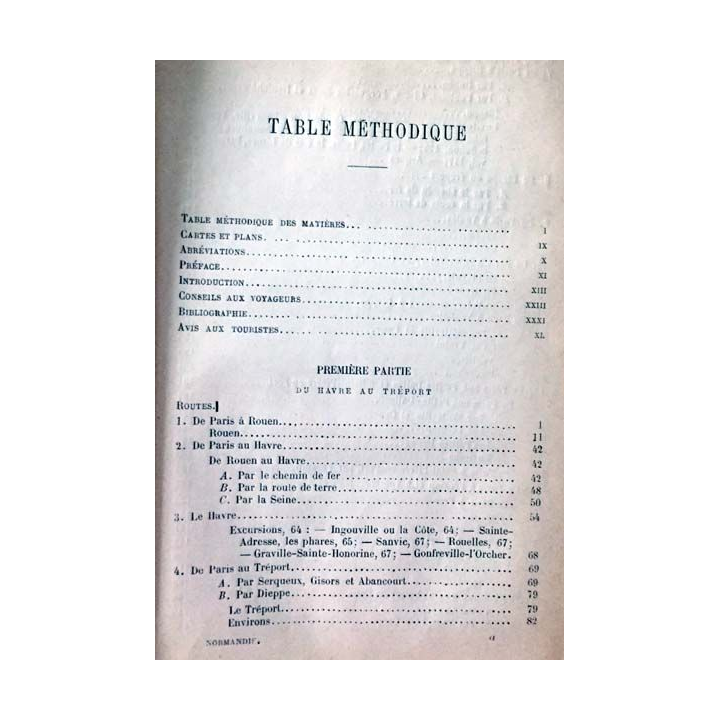 TABLE MÉTHODIQUE
TABLE MÉTHODIQUE DES MATIÈRES... ............................ I
CARTES ET PLANS. ... ............................ IX
ABRÉVIATIONS............................ X
PRÉFACE............................ XI
INTRODUCTION............................ XIII
CONSEILS AUX VOYAGEURS............................ XXIII
BIBLIOGRAPHIE............................ XXXI
AVIS AUX TOURISTES............................ XL
PREMIÈRE PARTIE
DU HAVRE AU TRÉPORT
ROUTES.]
1. De Paris à Rouen............................ 1
Rouen............................ 11
2. De Paris au Havre............................ 42
De Rouen au Havre............................ 42
A. Par le chemin de fer ............................ 42
B. Par la route de terre............................ 48
C. Par la Seine............................ 50
3. Le Havre............................ 54
Excursions, 64 : — Ingouville ou la Côte, 64; — Sainte-
Adresse, les phares, 65; — Sanvic, 67; — Rouelles, 67;
— Graville-Sainte-Honorine, 67; — Gonfreville-l'Orcher. 68
4. De Paris au Tréport............................ 69
A. Par Serqueux, Gisors et Abancourt............................ 69
B. Par Dieppe............................ 79
Le Tréport............................ 79
Environs............................ 82
NORMANDIE. a